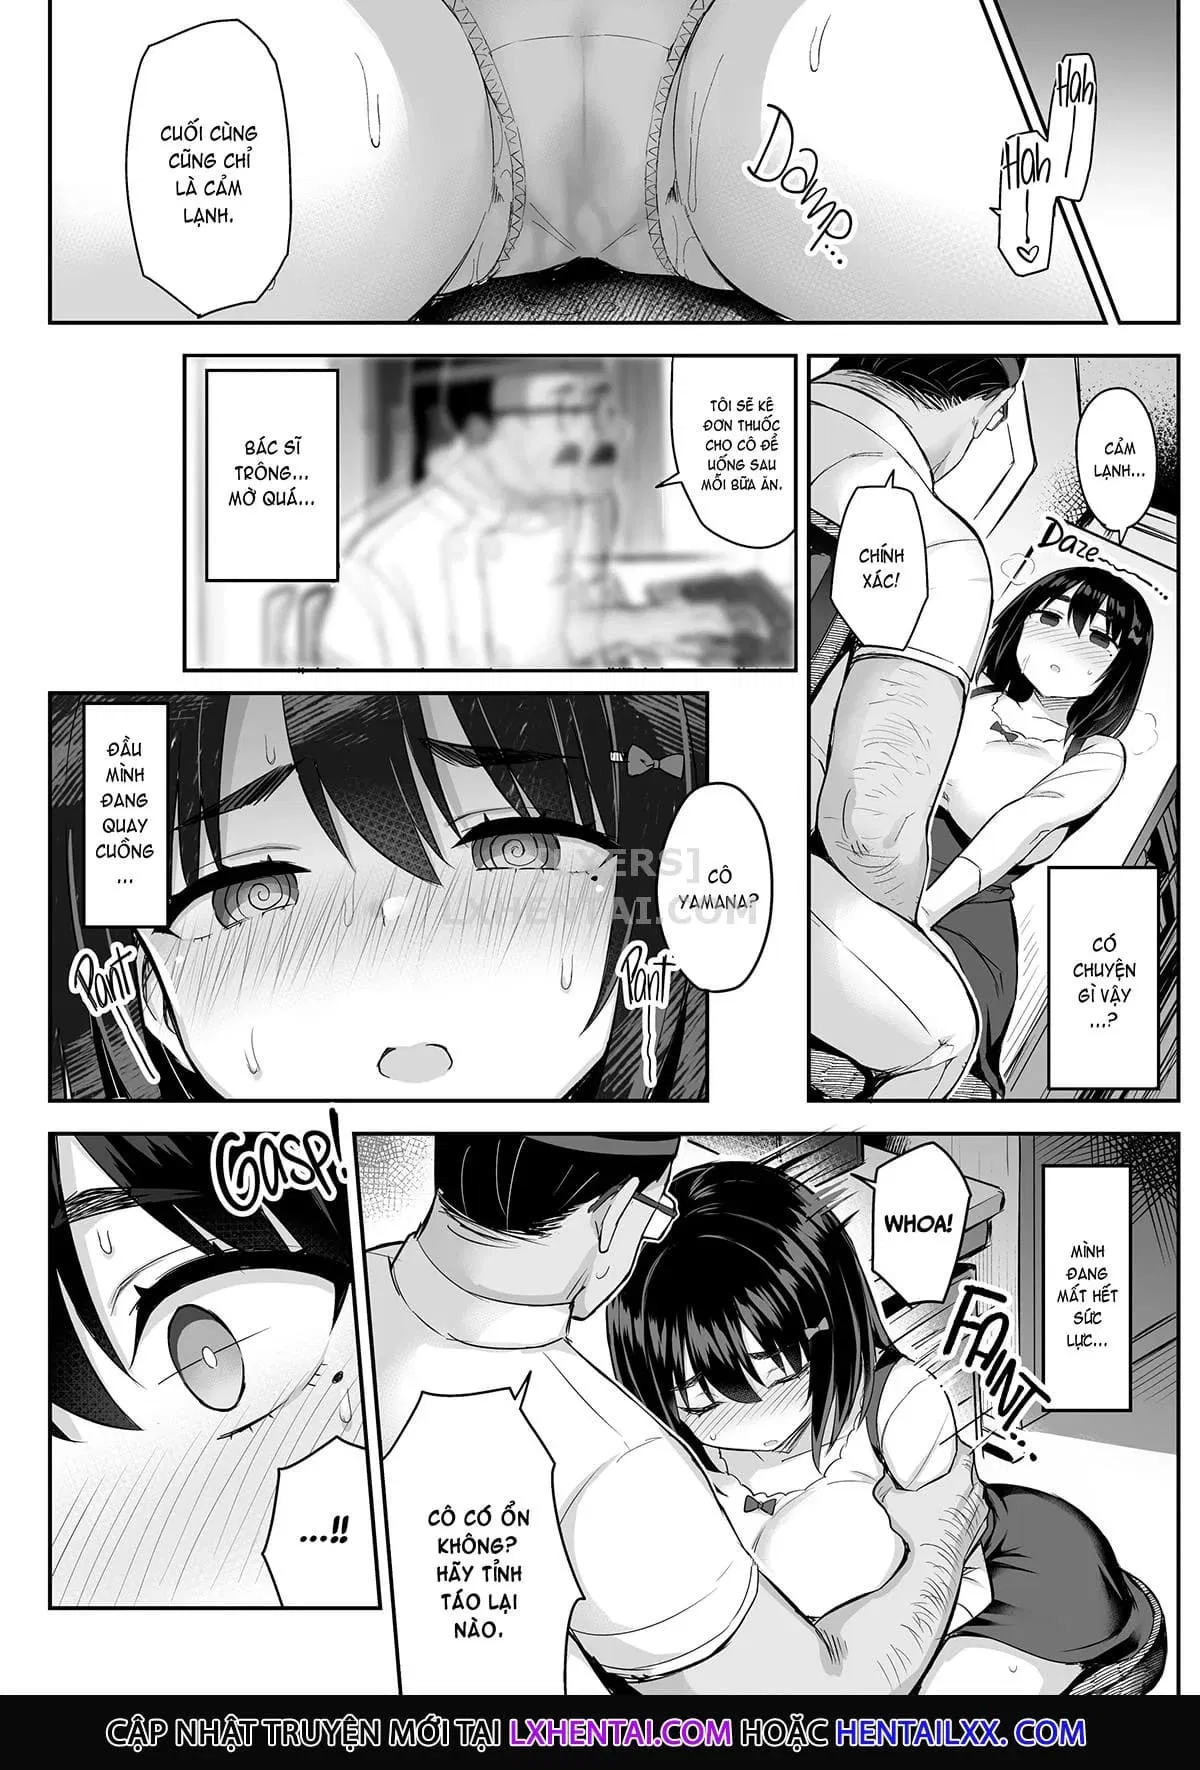 Hah
Hah
Damp...
CUỐI CÙNG
CŨNG CHỈ
LÀ CẢM
LẠNH.
CẢM
LẠNH...
Daze
CHÍNH
XÁC!
CÓ
CHUYỆN
GÌ VẬY
...?
TÔI SẼ KÊ
ĐƠN THUỐC
CHO CÔ ĐỂ
UỐNG SAU
MỖI BỮA ĂN.
BÁC SĨ
TRÔNG...
MỜ QUÁ...
CÔ
YAMANA?
ĐẦU
MÌNH
ĐANG
QUAY
CUỒNG
...
Pant
Pant
[LXERS]
LXHENTAI.COM
MÌNH
ĐANG
MẤT HẾT
SỨC
LỰC...
WHOA!
FAINT...
CÔ CÓ ỔN
KHÔNG?
HÃY TỈNH
TÁO LẠI
NÀO.
Gasp!
...!!
CẬP NHẬT TRUYỆN MỚI TẠI LXHENTAI.COM HOẶC HENTAILXX. COM